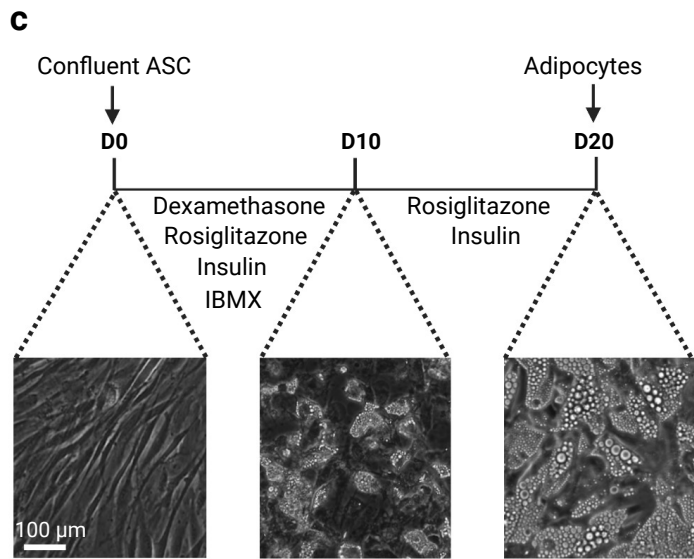 c
Confluent ASC
Adipocytes
D0
D10
D20
Dexamethasone
Rosiglitazone
Insulin
IBMX
Rosiglitazone
Insulin
100 µm